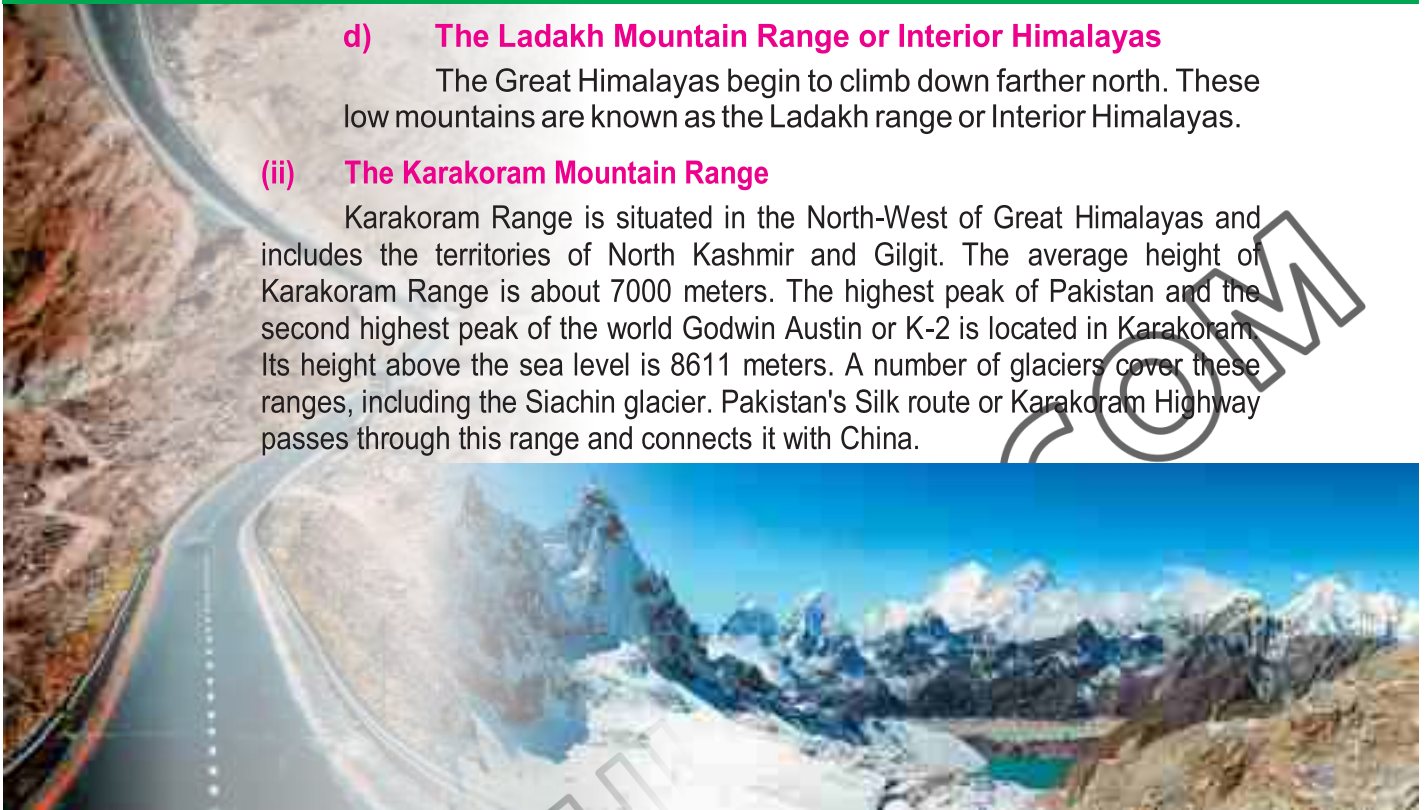 d) The Ladakh Mountain Range or Interior Himalayas
The Great Himalayas begin to climb down farther north. These
low mountains are known as the Ladakh range or Interior Himalayas.
(ii) The Karakoram Mountain Range
Karakoram Range is situated in the North-West of Great Himalayas and
includes the territories of North Kashmir and Gilgit. The average height of
Karakoram Range is about 7000 meters. The highest peak of Pakistan and the
second highest peak of the world Godwin Austin or K-2 is located in Karakoram.
Its height above the sea level is 8611 meters. A number of glaciers cover these
ranges, including the Siachin glacier. Pakistan's Silk route or Karakoram Highway
passes through this range and connects it with China.
COM